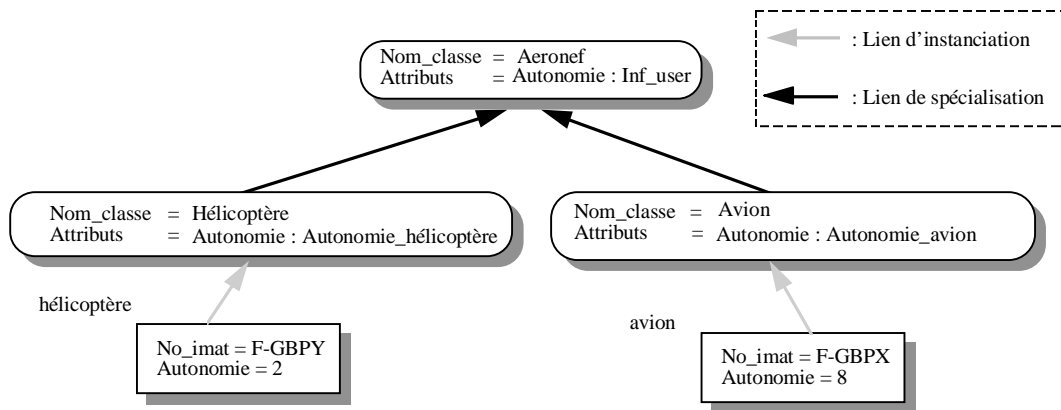 Nom_classe = Aeronef
Attributs = Autonomie : Inf_user
: Lien d'instanciation
: Lien de spécialisation
Nom_classe = Hélicoptère
Attributs = Autonomie : Autonomie_hélicoptère
Nom_classe = Avion
Attributs = Autonomie : Autonomie_avion
hélicoptère
No_imat = F-GBPY
Autonomie = 2
avion
No_imat = F-GBPX
Autonomie = 8